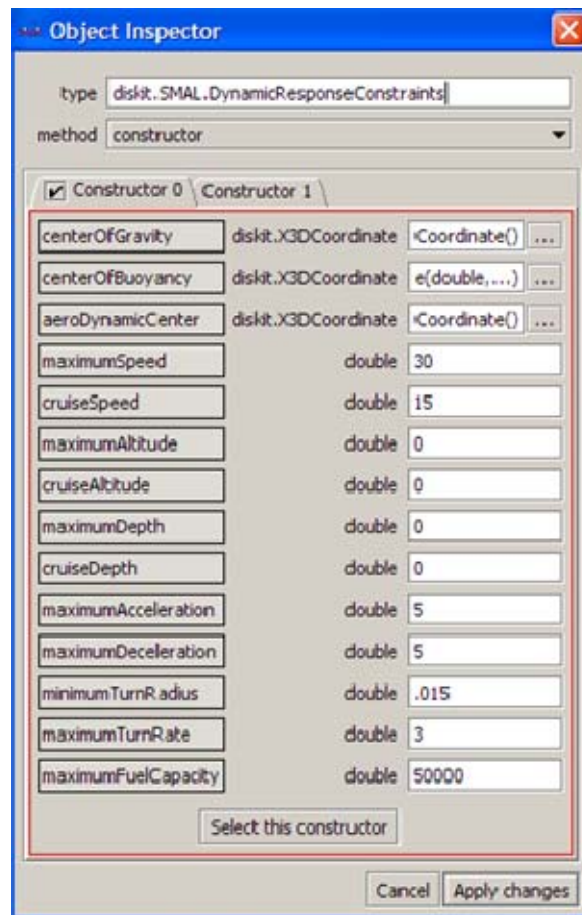 Object Inspector
type diskit.SMAL.DynamicResponseConstraints
method constructor
Constructor 0 Constructor 1
centerOfGravity diskit.X3DCoordinate Coordinate() ...
centerOfBuoyancy diskit.X3DCoordinate e(double,...) ...
aeroDynamicCenter diskit.X3DCoordinate Coordinate() ...
maximumSpeed double 30
cruiseSpeed double 15
maximumAltitude double 0
cruiseAltitude double 0
maximumDepth double 0
cruiseDepth double 0
maximumAccelleration double 5
maximumDecelleration double 5
minimumTurnRadius double .015
maximumTurnRate double 3
maximumFuelCapacity double 50000
Select this constructor
Cancel Apply changes